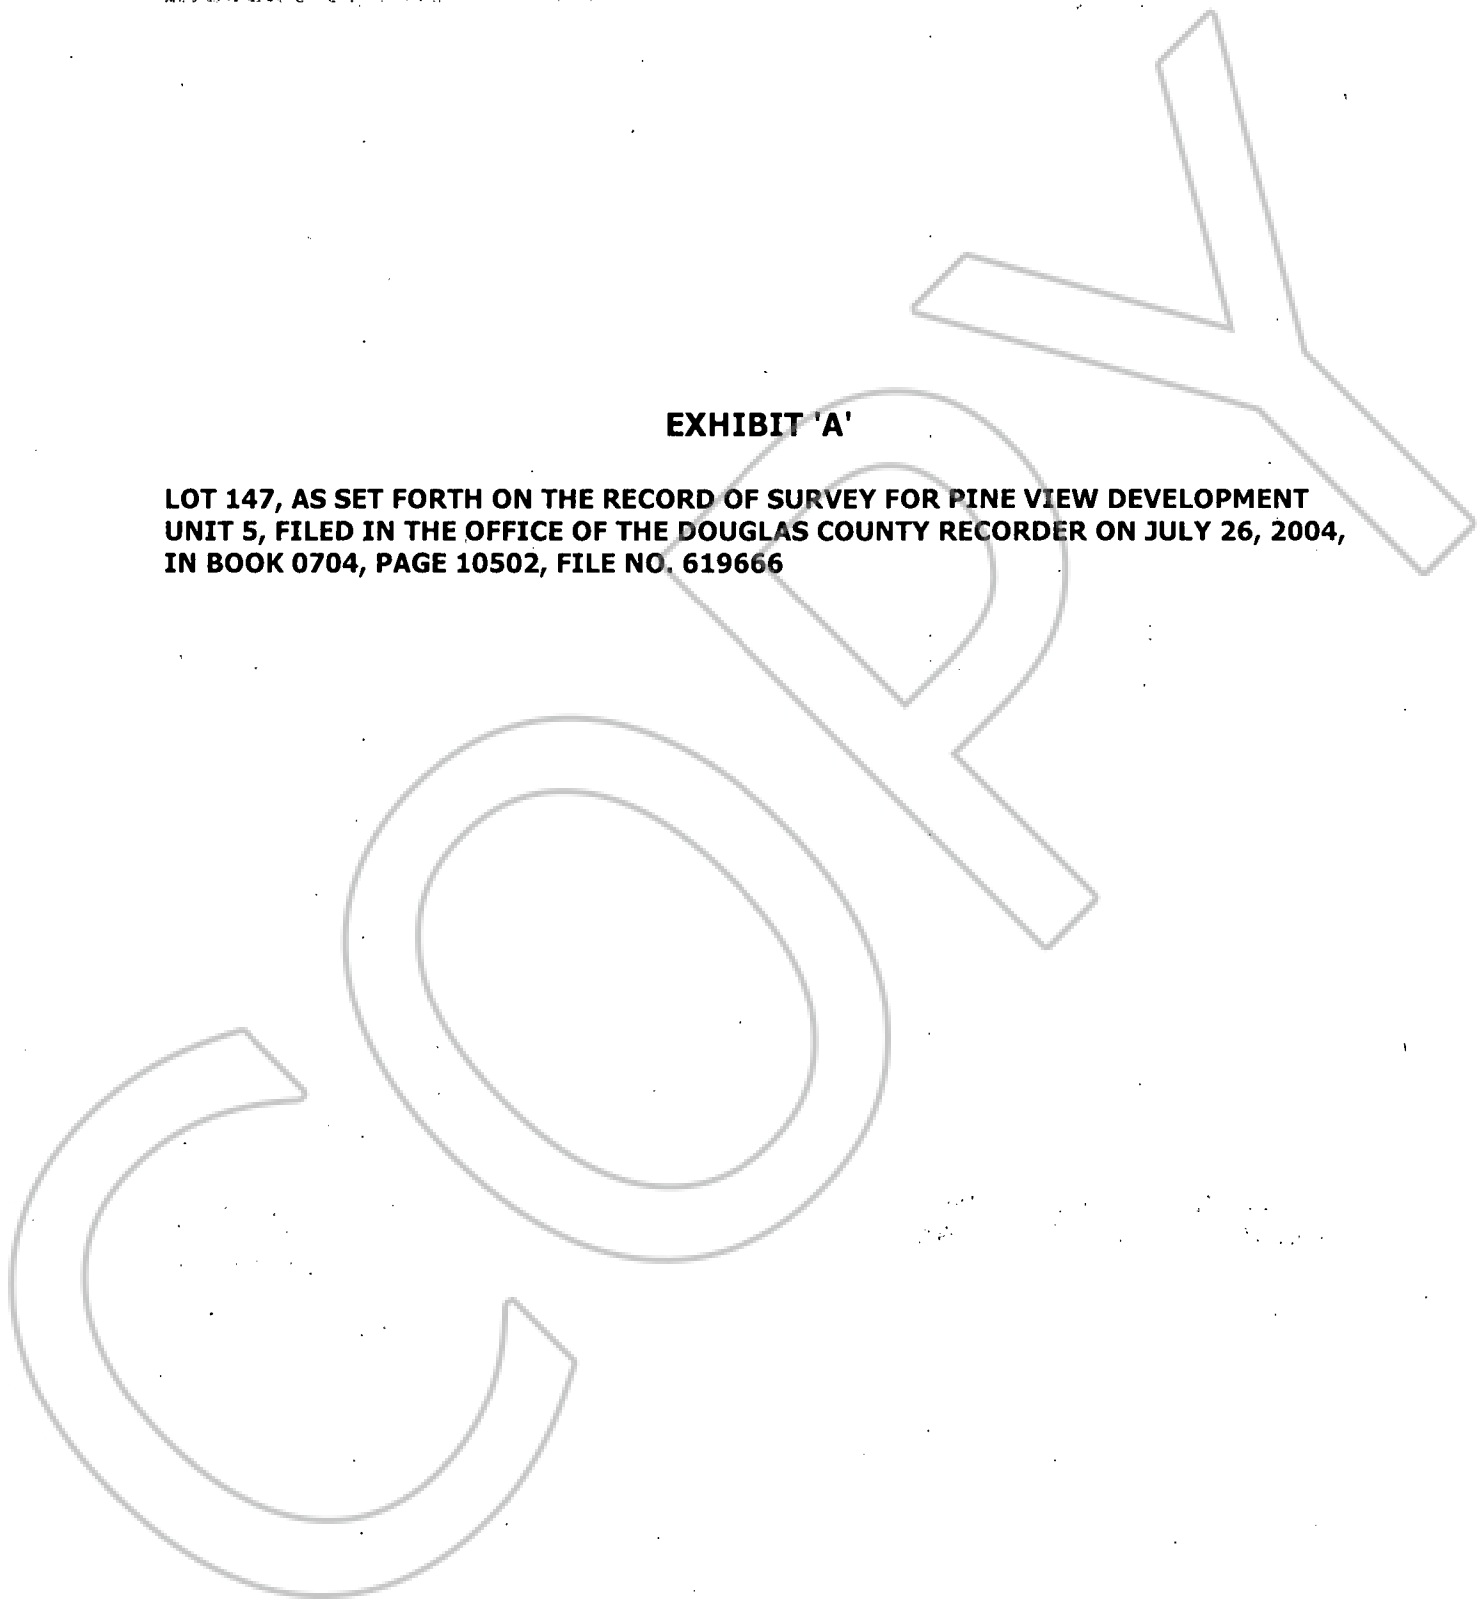 EXHIBIT 'A'
LOT 147, AS SET FORTH ON THE RECORD OF SURVEY FOR PINE VIEW DEVELOPMENT
UNIT 5, FILED IN THE OFFICE OF THE DOUGLAS COUNTY RECORDER ON JULY 26, 2004,
IN BOOK 0704, PAGE 10502, FILE NO. 619666
COPY